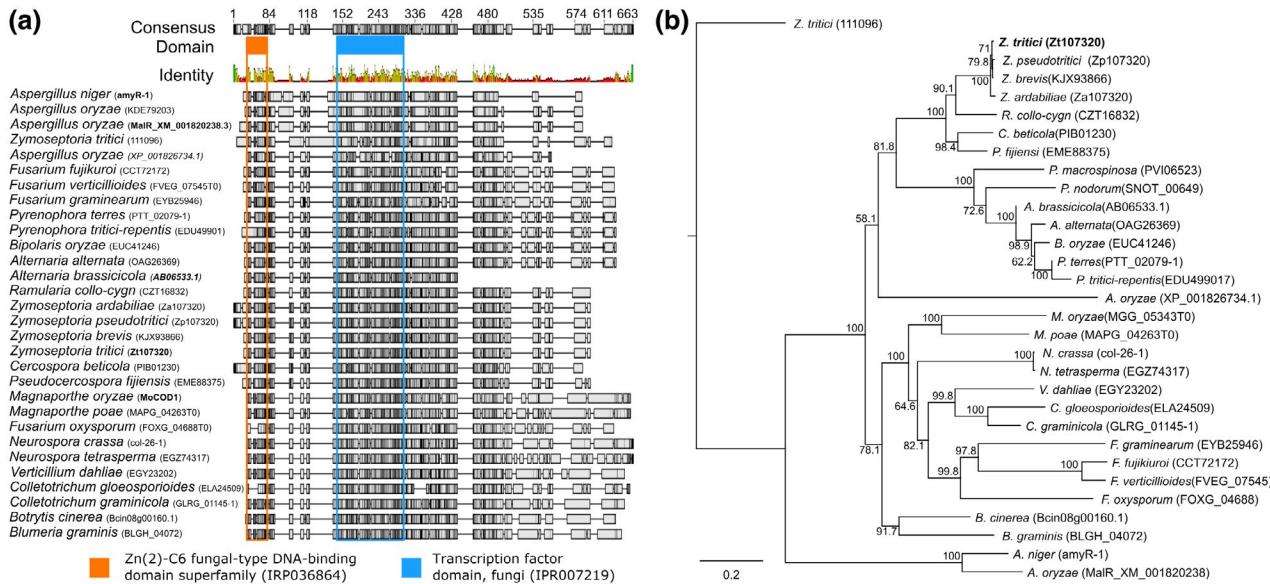 (a)
1 84 118 152 243 336 428 480 535 574 611 663
Consensus
Domain
Identity
Aspergillus niger (amyR-1)
Aspergillus oryzae (KDE79203)
Aspergillus oryzae (MalR_XM_001820238.3)
Zymoseptoria tritici (111096)
Aspergillus oryzae (XP_001826734.1)
Fusarium fujikuroi (CCT72172)
Fusarium verticillioides (FVEG_07545T0)
Fusarium graminearum (EYB25946)
Pyrenophora terres (PTT_02079-1)
Pyrenophora tritici-repentis (EDU49901)
Bipolaris oryzae (EUC41246)
Alternaria alternata (OAG26369)
Alternaria brassicicola (AB06533.1)
Ramularia collo-cygn (CZT16832)
Zymoseptoria ardabiliae (Za107320)
Zymoseptoria pseudotritici (Zp107320)
Zymoseptoria brevis (KJX93866)
Zymoseptoria tritici (Zt107320)
Cercospora beticola (PIB01230)
Pseudocercospora fijiensis (EME88375)
Magnaporthe oryzae (MoCOD1)
Magnaporthe poae (MAPG_04263T0)
Fusarium oxysporum (FOXG_04688T0)
Neurospora crassa (col-26-1)
Neurospora tetrasperma (EGZ74317)
Verticillium dahliae (EGY23202)
Colletotrichum gloeosporioides (ELA24509)
Colletotrichum graminicola (GLRG_01145-1)
Botrytis cinerea (Bcin08g00160.1)
Blumeria graminis (BLGH_04072)
Zn(2)-C6 fungal-type DNA-binding
domain superfamily (IRP036864)
Transcription factor
domain, fungi (IPR007219)
(b)
Z. tritici (111096)
Z. tritici (Zt107320)
71
Z. pseudotritici (Zp107320)
79.8
Z. brevis(KJX93866)
100
Z. ardabiliae (Za107320)
90.1
R. collo-cygn (CZT16832)
100
C. beticola(PIB01230)
98.4
P. fijiensi (EME88375)
81.8
P. macrospinosa (PVI06523)
100
P. nodorum(SNOT_00649)
72.6
A. brassicicola(AB06533.1)
100
A. alternata(OAG26369)
98.9
B. oryzae (EUC41246)
62.2
P. terres(PTT_02079-1)
100
P. tritici-repentis(EDU499017)
58.1
A. oryzae (XP_001826734.1)
100
M. oryzae(MGG_05343T0)
100
M. poae (MAPG_04263T0)
100
N. crassa (col-26-1)
100
N. tetrasperma (EGZ74317)
64.6
V. dahliae (EGY23202)
99.8
C. gloeosporioides(ELA24509)
100
C. graminicola (GLRG_01145-1)
82.1
F. graminearum (EYB25946)
97.8
F. fujikiuroi (CCT72172)
100
F. verticillioides(FVEG_07545)
99.8
F. oxysporum (FOXG_04688)
78.1
B. cinerea (Bcin08g00160.1)
91.7
B. graminis (BLGH_04072)
A. niger (amyR-1)
100
A. oryzae (MalR_XM_001820238)
0.2